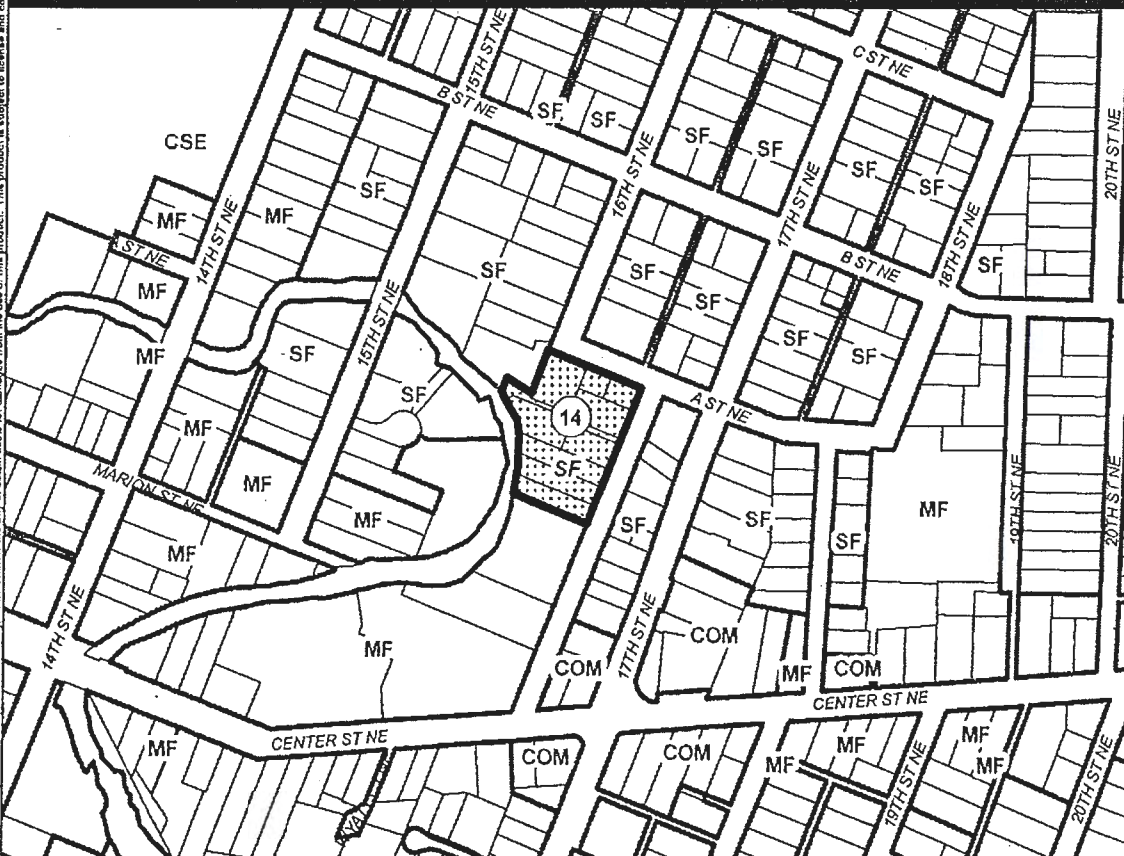 15TH ST NE
C ST NE
B ST NE
SF
SF
SF
SF
20TH ST NE
CSE
16TH ST NE
SF
SF
SF
MF
MF
17TH ST NE
14TH ST NE
18TH ST NE
ST NE
SF
SF
B ST NE
SF
MF
SF
15TH ST NE
MF
SF
SF
SF
SF
A ST NE
14
MF
SF
MARION ST NE
MF
MF
SF
SF
SF
MF
19TH ST NE
20TH ST NE
MF
14TH ST NE
MF
17TH ST NE
COM
COM
MF
COM
CENTER ST NE
CENTER ST NE
MF
COM
COM
MF
MF
MF
MF
19TH ST NE
20TH ST NE